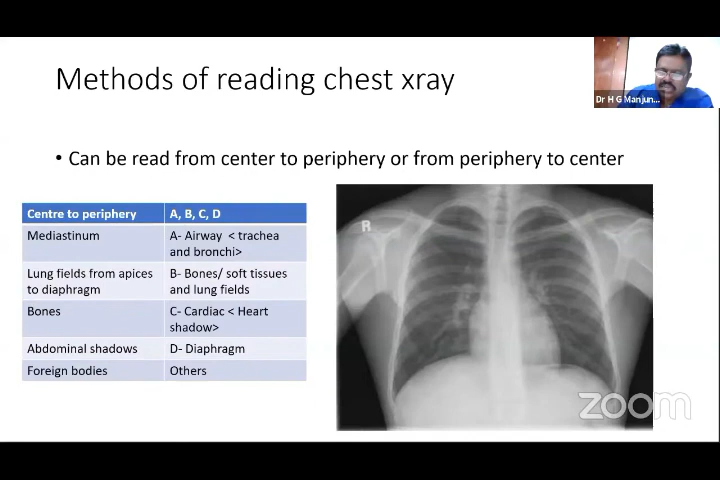 Methods of reading chest xray
Dr H G Manjun...
• Can be read from center to periphery or from periphery to center
Centre to periphery
A, B, C, D
Mediastinum
A- Airway < trachea
and bronchi>
Lung fields from apices
to diaphragm
B- Bones/ soft tissues
and lung fields
Bones
C- Cardiac < Heart
shadow>
Abdominal shadows
D- Diaphragm
Foreign bodies
Others
R
zoom